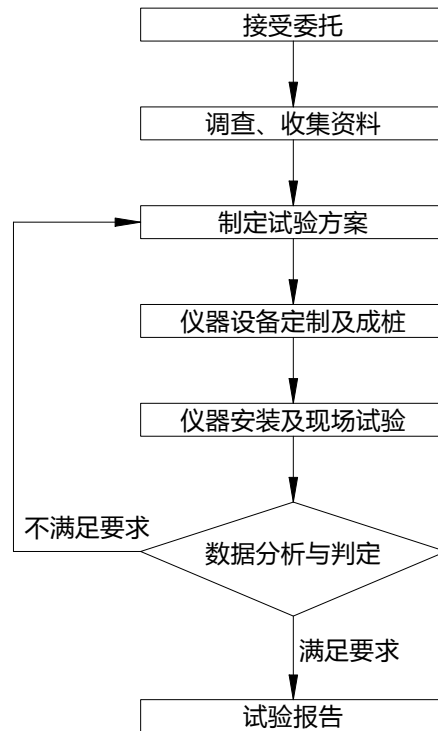 接受委托
调查、收集资料
制定试验方案
仪器设备定制及成桩
仪器安装及现场试验
不满足要求
数据分析与判定
满足要求
试验报告